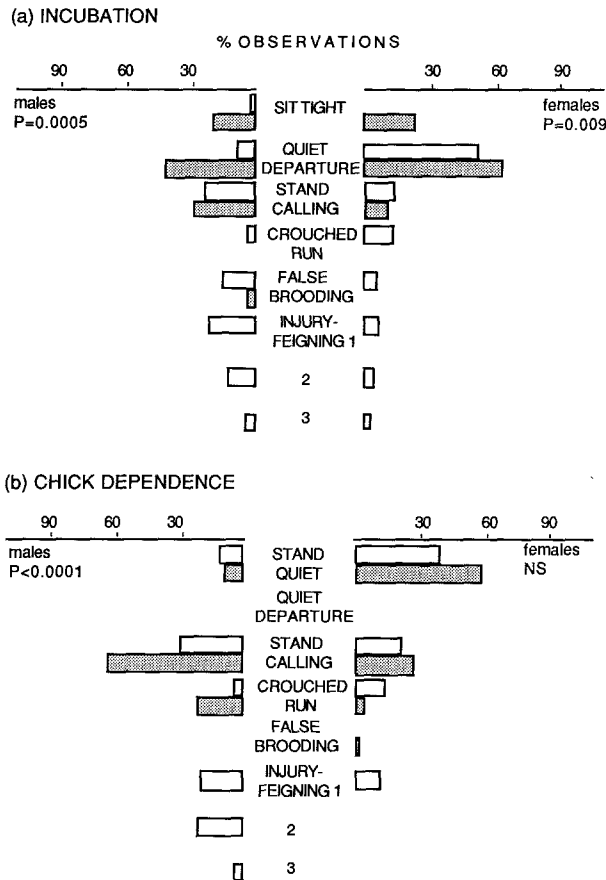 (a) INCUBATION
% OBSERVATIONS
90 60 30 30 60 90
males SIT TIGHT females
P=0.0005 P=0.009
QUIET
DEPARTURE
STAND
CALLING
CROUCHED
RUN
FALSE
BROODING
INJURY-
FEIGNING 1
2
3
(b) CHICK DEPENDENCE
90 60 30 30 60 90
males STAND females
P<0.0001 QUIET NS
QUIET
DEPARTURE
STAND
CALLING
CROUCHED
RUN
FALSE
BROODING
INJURY-
FEIGNING 1
2
3